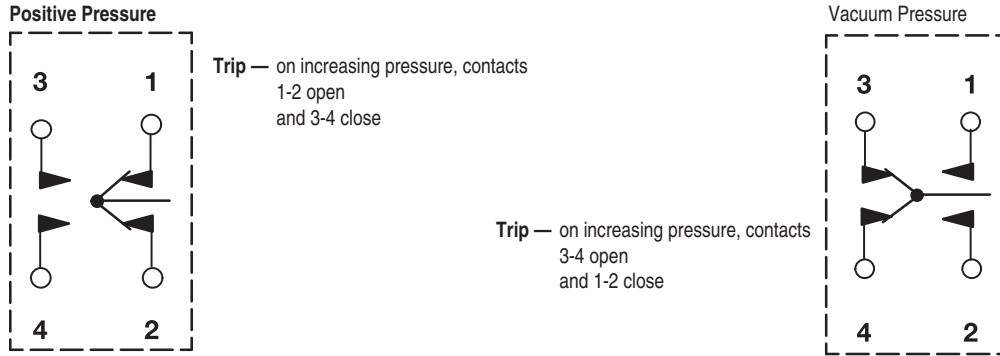 Positive Pressure
3 1
Trip — on increasing pressure, contacts
1-2 open
and 3-4 close
4 2
Vacuum Pressure
3 1
Trip — on increasing pressure, contacts
3-4 open
and 1-2 close
4 2